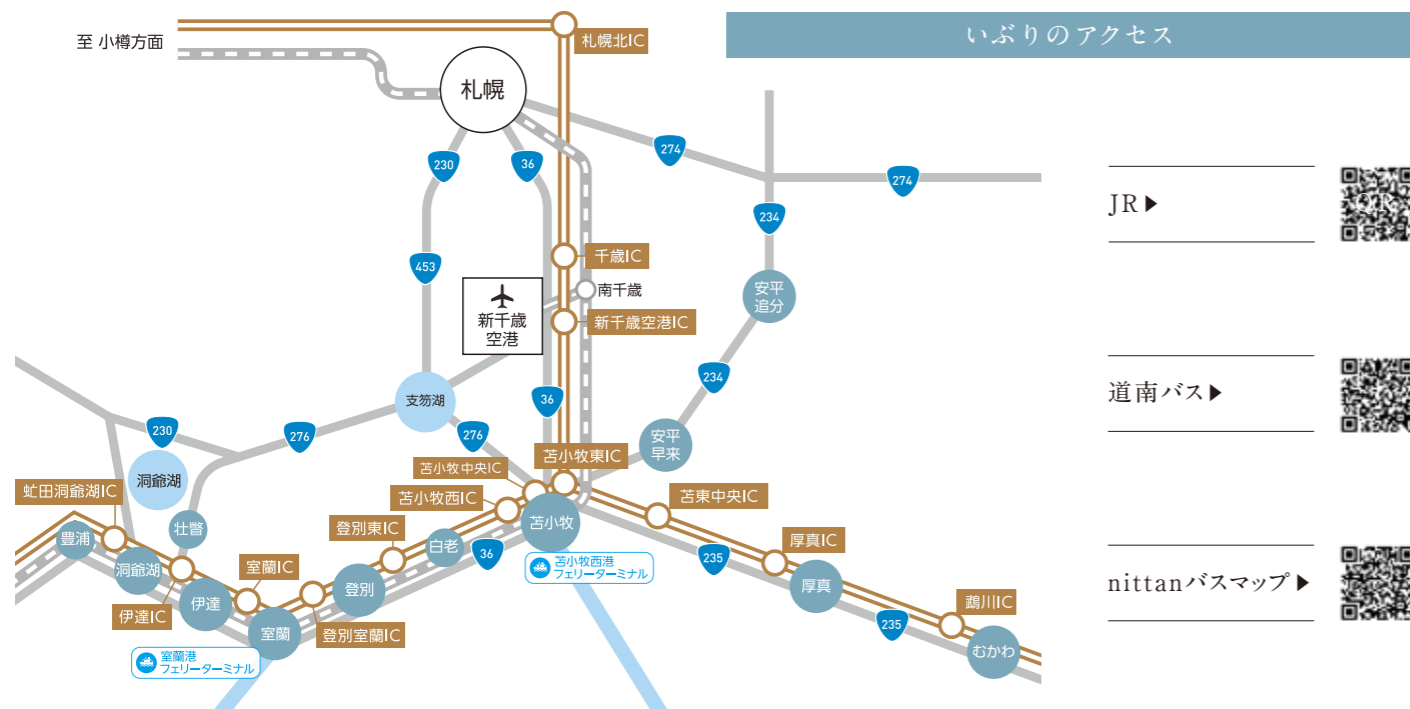 いぶりのアクセス
至 小樽方面
札幌北IC
札幌
274
230
36
274
234
453
千歳IC
南千歳
安平
追分
新千歳
空港
新千歳空港IC
234
36
支笏湖
230
276
276
安平
早来
洞爺湖
苫小牧東IC
苫小牧中央IC
虻田洞爺湖IC
苫小牧西IC
苫東中央IC
壮瞥
登別東IC
苫小牧
豊浦
白老
36
厚真IC
235
洞爺湖
室蘭IC
苫小牧西港
フェリーターミナル
登別
厚真
伊達IC
伊達
鵡川IC
室蘭
登別室蘭IC
235
室蘭港
フェリーターミナル
むかわ
JR▶
QR
道南バス▶
nittanバスマップ▶